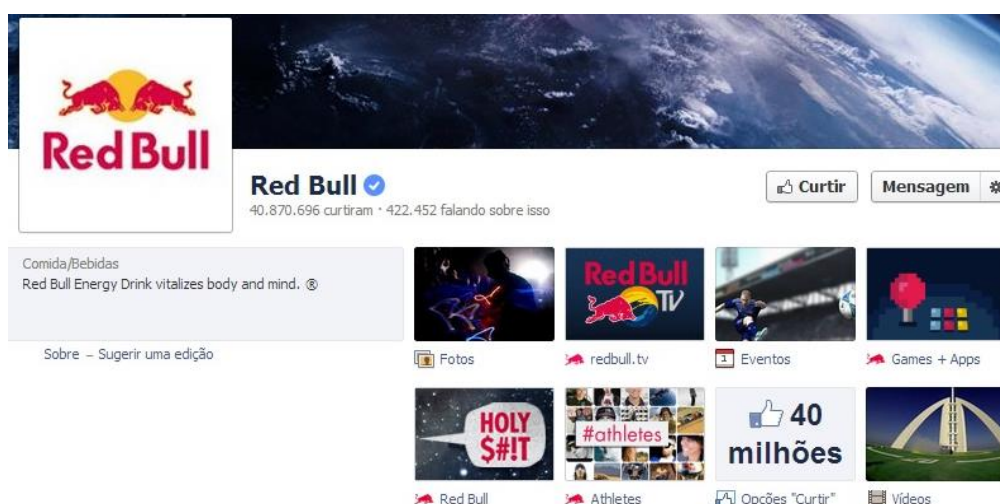 Red Bull
Red Bull
40.870.696 curtiram · 422.452 falando sobre isso
Curtir
Mensagem
Comida/Bebidas
Red Bull Energy Drink vitalizes body and mind. ®
Sobre – Sugerir uma edição
Red Bull
TV
1
Fotos
redbull.tv
Eventos
Games + Apps
HOLY
$#!T
#athletes
40
milhões
Red Bull
Athletes
Opções "Curtir"
Vídeos